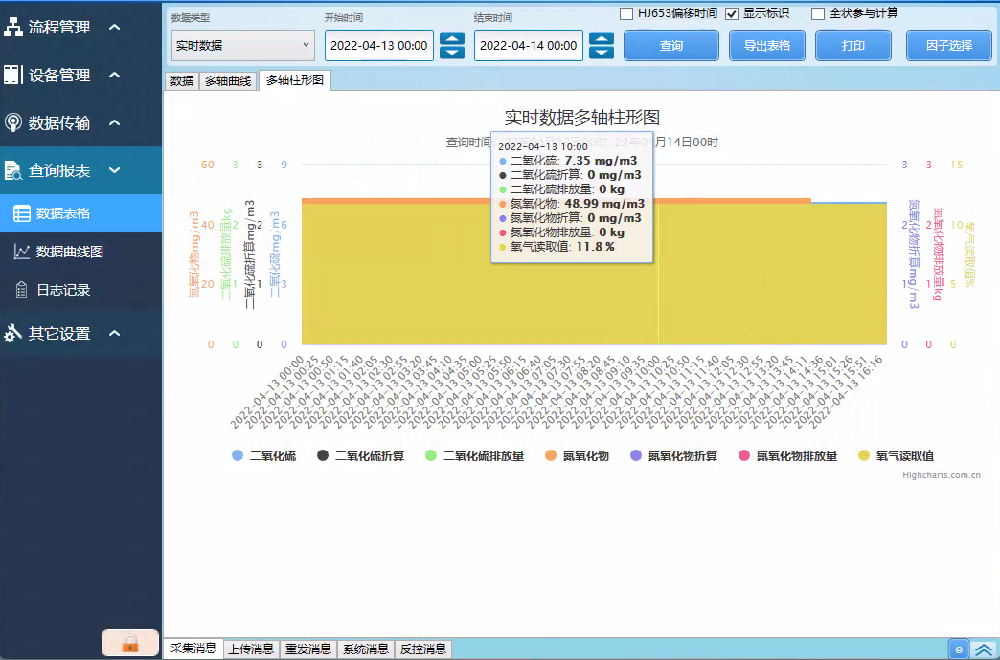 流程管理
设备管理
数据传输
查询报表
数据表格
数据曲线图
日志记录
其它设置
数据类型
开始时间
结束时间
HJ653偏移时间
显示标识
全状参与计算
实时数据
2022-04-13 00:00
2022-04-14 00:00
查询
导出表格
打印
因子选择
数据
多轴曲线
多轴柱形图
实时数据多轴柱形图
查询时间
22年04月14日00时
2022-04-13 10:00
二氧化硫: 7.35 mg/m3
二氧化硫折算: 0 mg/m3
二氧化硫排放量: 0 kg
氮氧化物: 48.99 mg/m3
氮氧化物折算: 0 mg/m3
氮氧化物排放量: 0 kg
氧气读取值: 11.8 %
60 3 3 9
40 2 2 6
20 1 1 3
0 0 0 0
氮氧化物mg/m3
二氧化硫排放量kg
二氧化硫折算mg/m3
二氧化硫mg/m3
3 3 15
2 2 10
1 1 5
0 0 0
氮氧化物折算mg/m3
氮氧化物排放量kg
氧气读取值%
2022-04-13 00:00
2022-04-13 00:25
2022-04-13 00:50
2022-04-13 01:15
2022-04-13 01:40
2022-04-13 02:05
2022-04-13 02:30
2022-04-13 02:55
2022-04-13 03:20
2022-04-13 03:45
2022-04-13 04:10
2022-04-13 04:35
2022-04-13 05:00
2022-04-13 05:25
2022-04-13 05:50
2022-04-13 06:15
2022-04-13 06:40
2022-04-13 07:05
2022-04-13 07:30
2022-04-13 07:55
2022-04-13 08:20
2022-04-13 08:45
2022-04-13 09:10
2022-04-13 09:35
2022-04-13 10:00
2022-04-13 10:25
2022-04-13 10:50
2022-04-13 11:15
2022-04-13 11:40
2022-04-13 12:05
2022-04-13 12:30
2022-04-13 12:55
2022-04-13 13:20
2022-04-13 13:45
2022-04-13 14:11
2022-04-13 14:36
2022-04-13 15:01
2022-04-13 15:26
2022-04-13 15:51
2022-04-13 16:16
二氧化硫
二氧化硫折算
二氧化硫排放量
氮氧化物
氮氧化物折算
氮氧化物排放量
氧气读取值
Highcharts.com.cn
采集消息
上传消息
重发消息
系统消息
反控消息